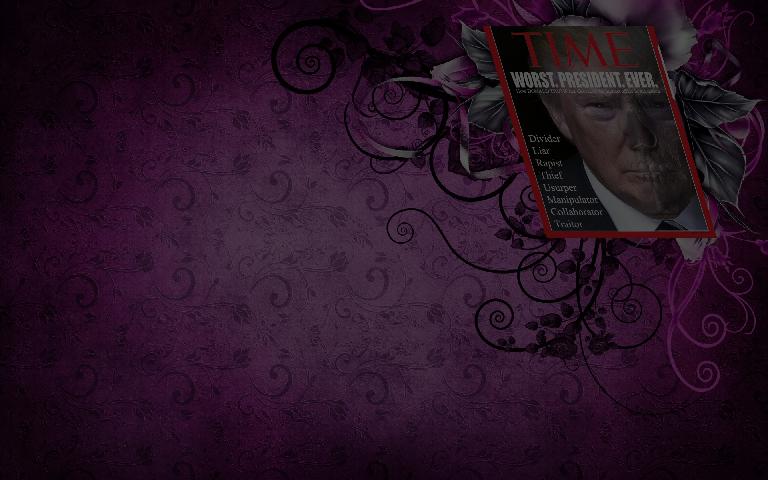 TIME
WORST. PRESIDENT. EVER.
Divider
Liar
Rapist
Thief
Usurper
Manipulator
Collaborator
Traitor